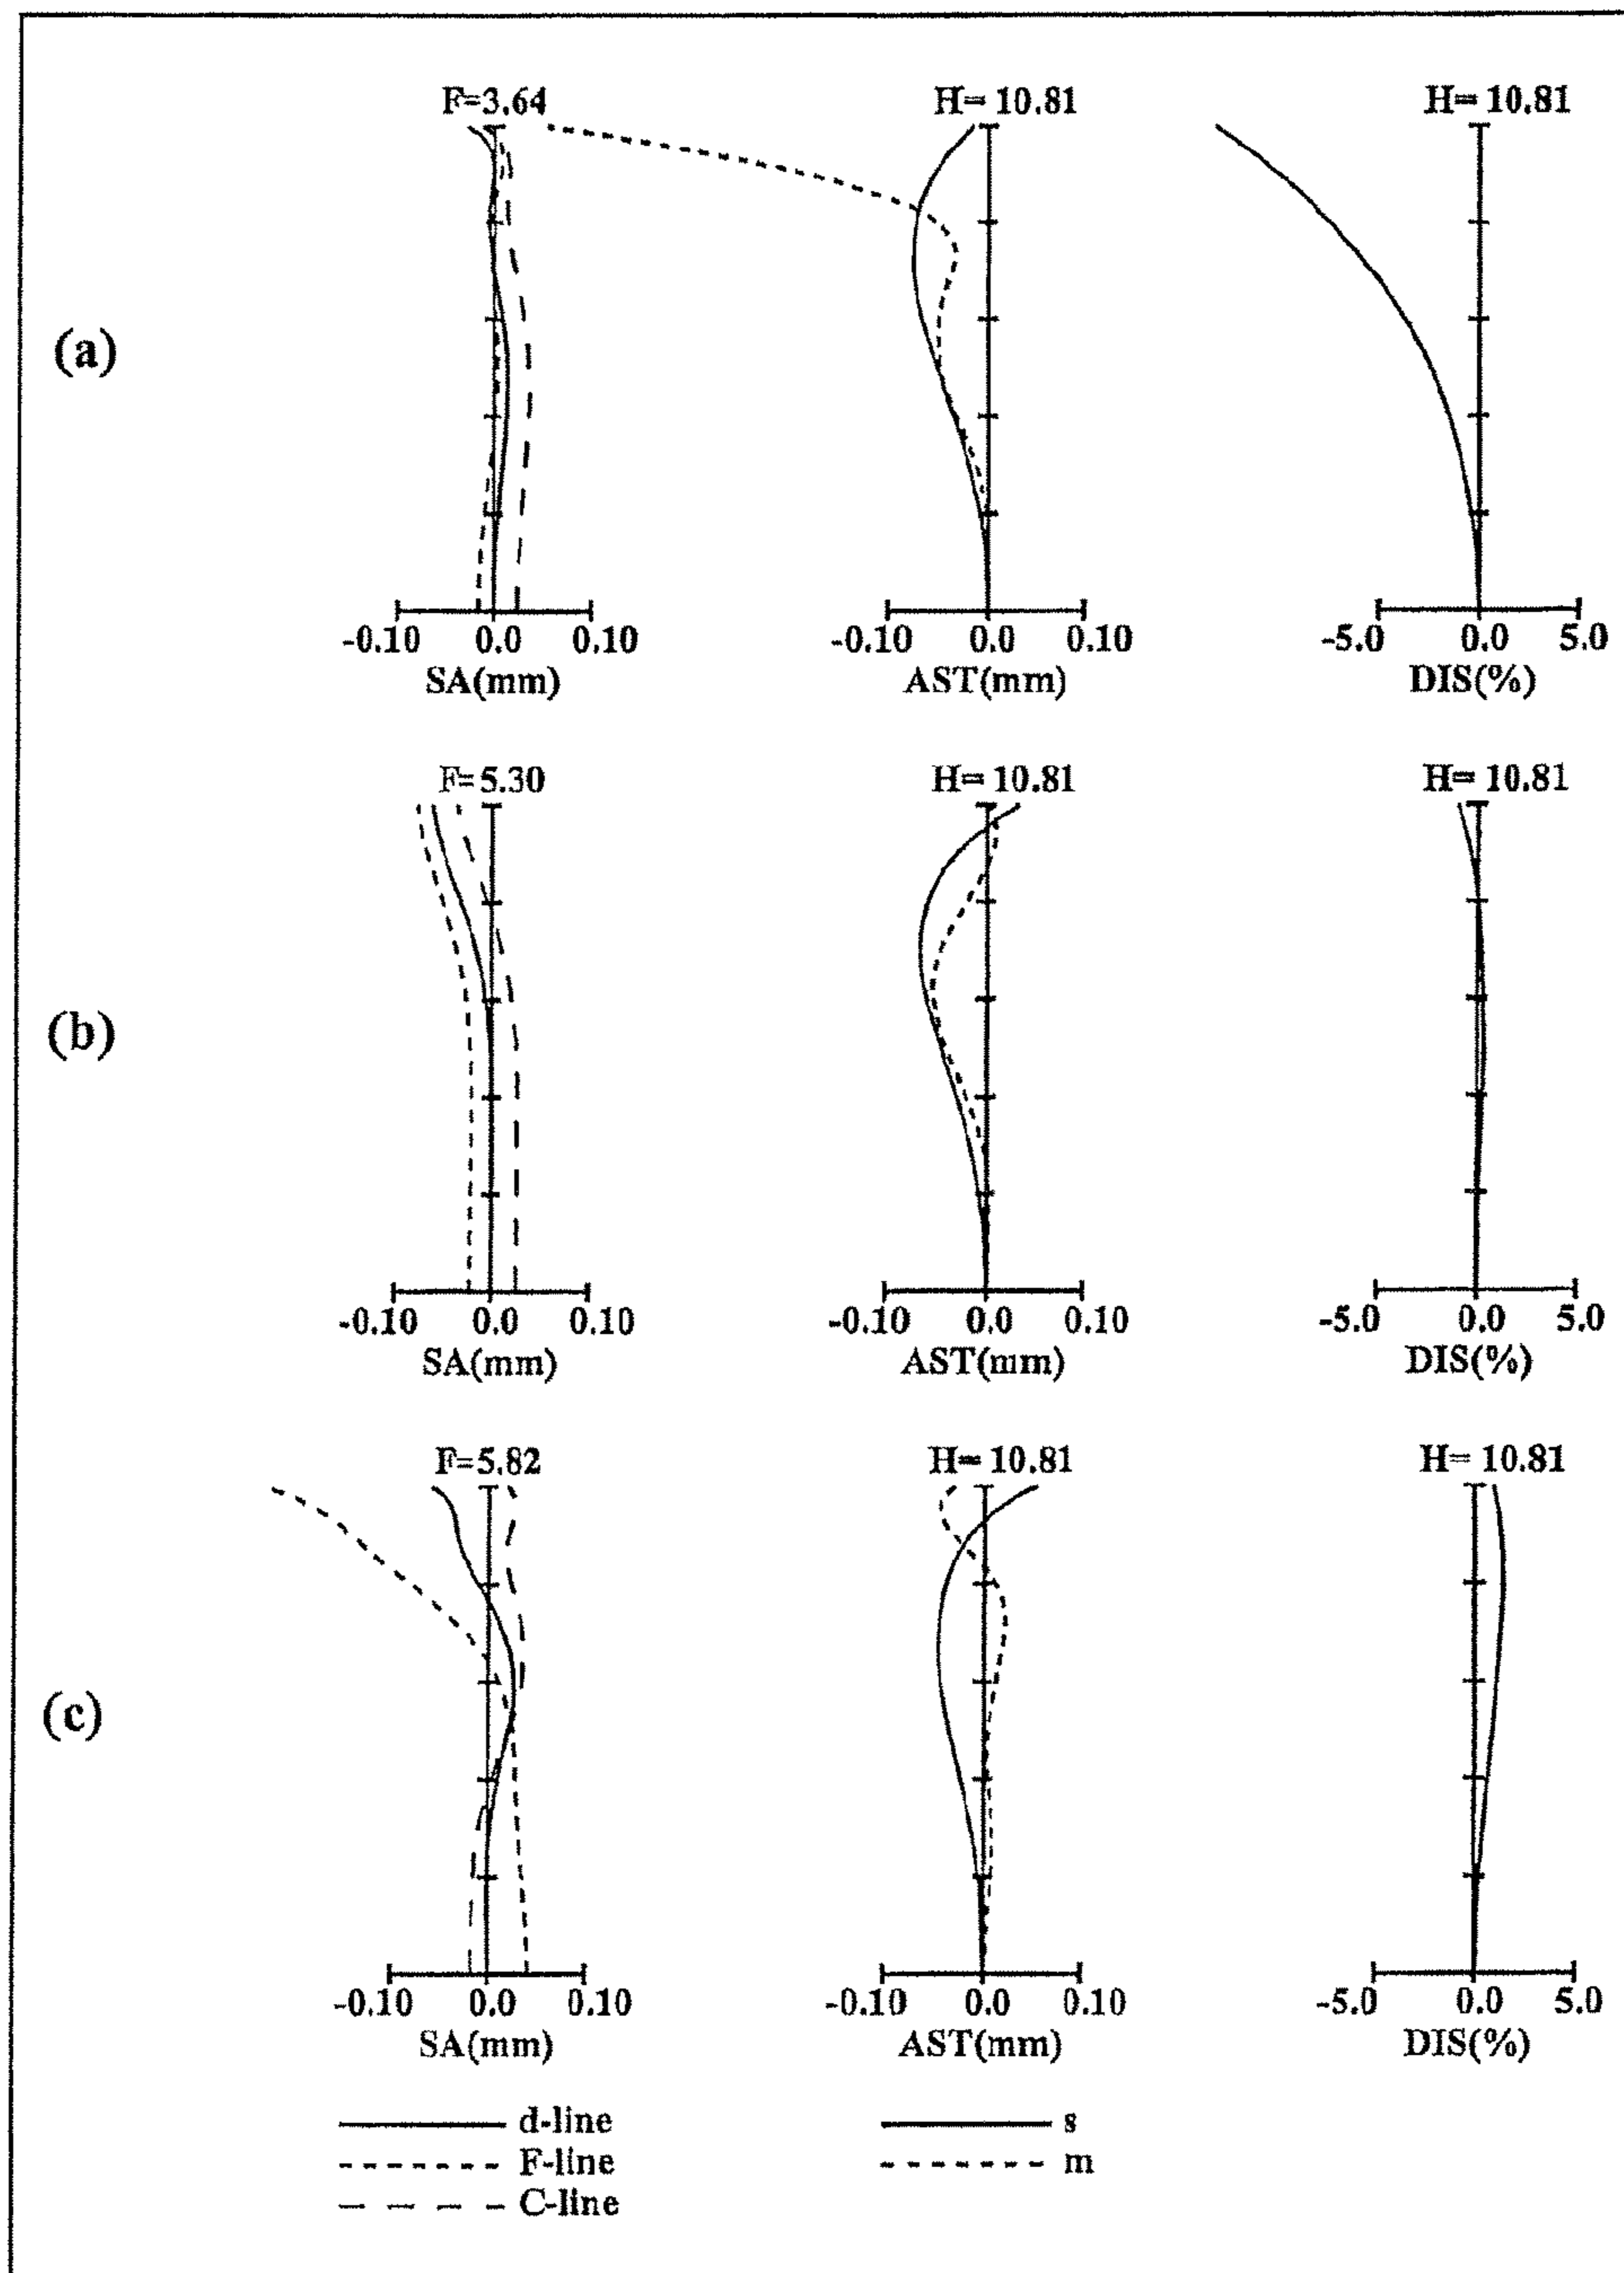 F=3.64 H= 10.81 H= 10.81
(a)
-0.10 0.0 0.10 -0.10 0.0 0.10 -5.0 0.0 5.0
SA(mm) AST(mm) DIS(%)
F=5.30 H= 10.81 H= 10.81
(b)
-0.10 0.0 0.10 -0.10 0.0 0.10 -5.0 0.0 5.0
SA(mm) AST(mm) DIS(%)
F=5.82 H= 10.81 H= 10.81
(c)
-0.10 0.0 0.10 -0.10 0.0 0.10 -5.0 0.0 5.0
SA(mm) AST(mm) DIS(%)
d-line s
F-line m
C-line